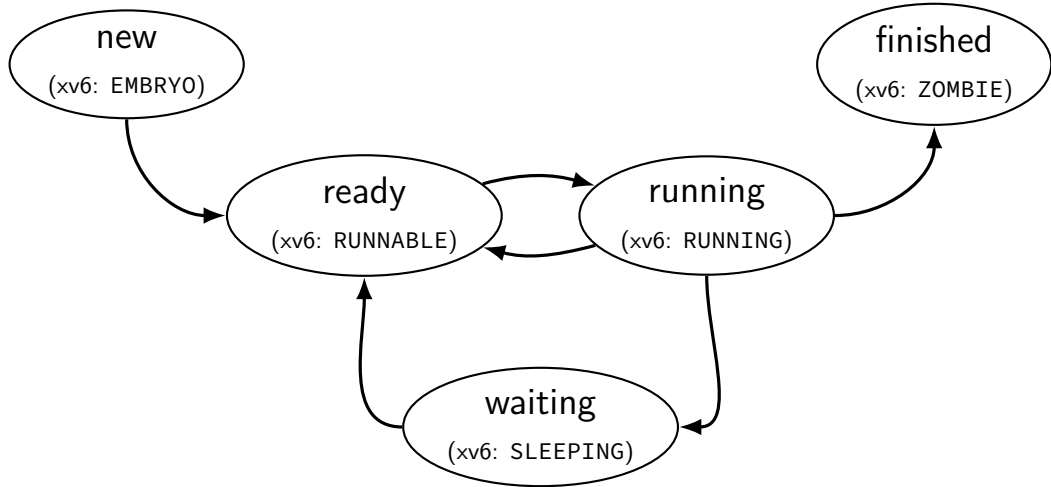 new
(xv6: EMBRYO)
finished
(xv6: ZOMBIE)
ready
(xv6: RUNNABLE)
running
(xv6: RUNNING)
waiting
(xv6: SLEEPING)